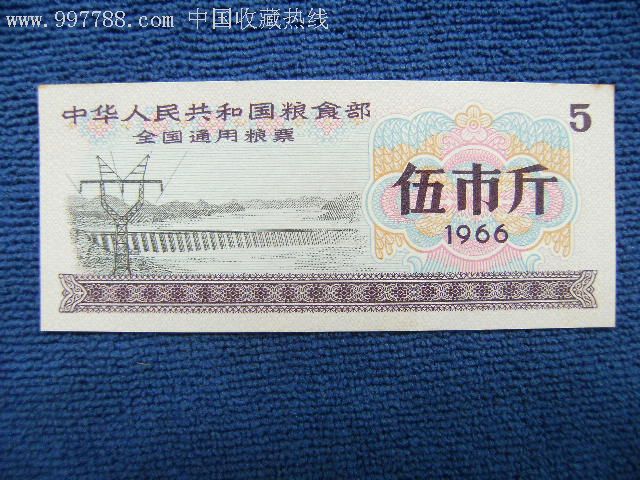 www.997788.com 中国收藏热线
中华人民共和国粮食部
全国通用粮票
5
伍市斤
1966